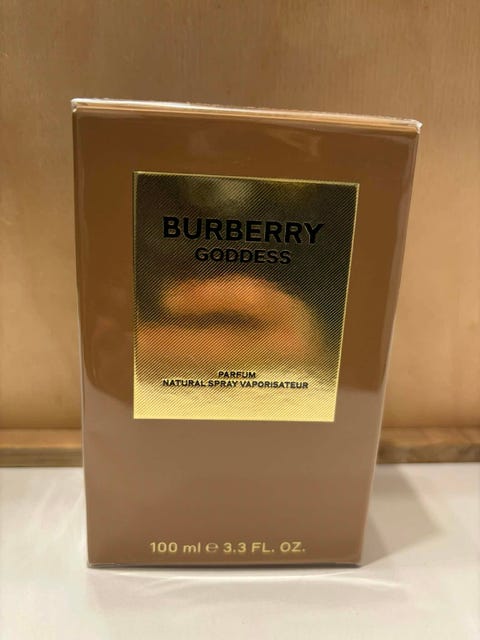 BURBERRY
GODDESS
PARFUM
NATURAL SPRAY VAPORISATEUR
100 ml ℮ 3.3 FL. OZ.